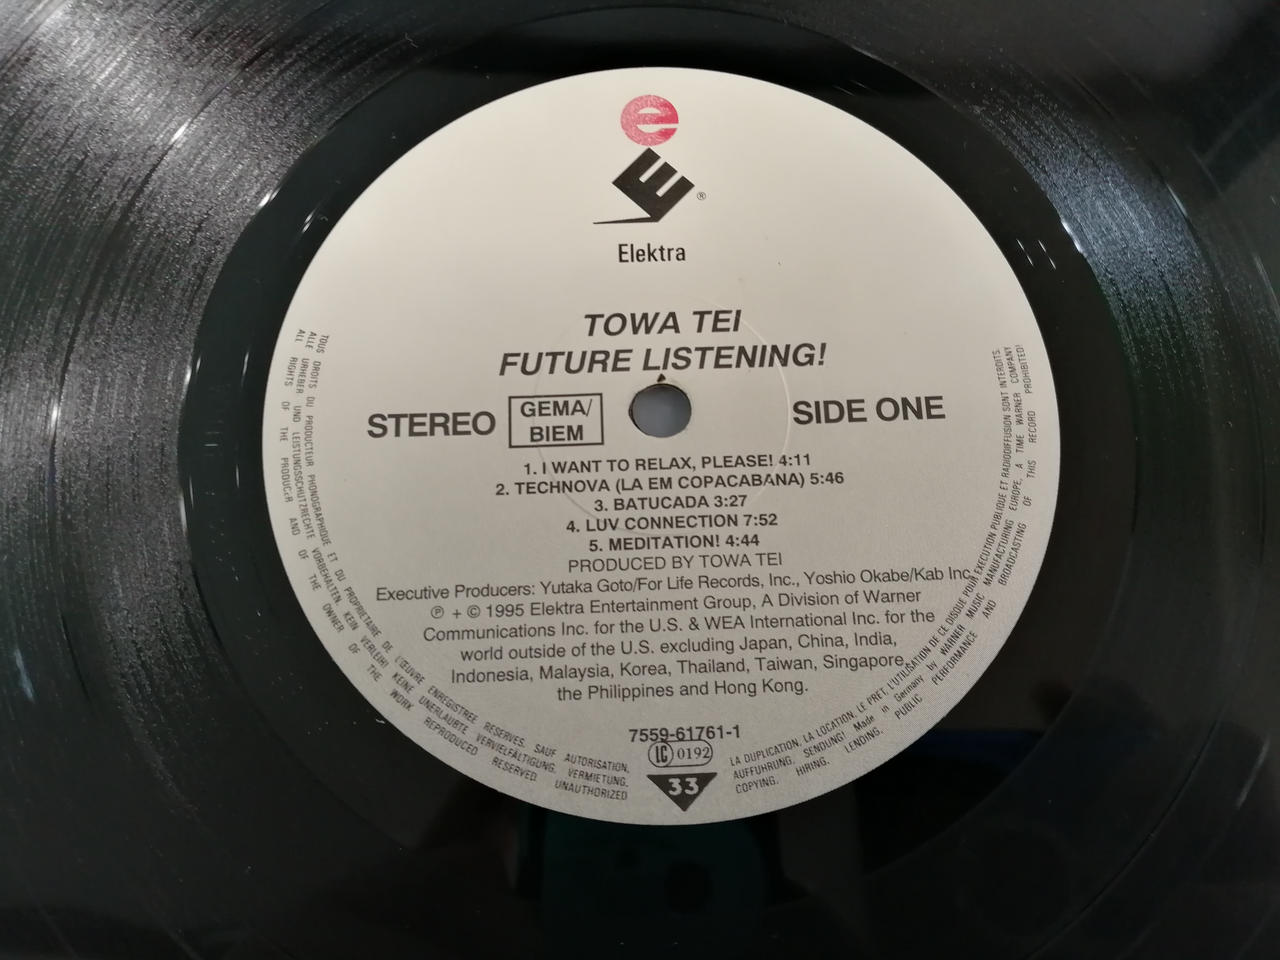 e
E ®
Elektra
TOWA TEI
FUTURE LISTENING!
STEREO GEMA/ BIEM SIDE ONE
1. I WANT TO RELAX, PLEASE! 4:11
2. TECHNOVA (LA EM COPACABANA) 5:46
3. BATUCADA 3:27
4. LUV CONNECTION 7:52
5. MEDITATION! 4:44
PRODUCED BY TOWA TEI
Executive Producers: Yutaka Goto/For Life Records, Inc., Yoshio Okabe/Kab Inc.
℗ + © 1995 Elektra Entertainment Group, A Division of Warner
Communications Inc. for the U.S. & WEA International Inc. for the
world outside of the U.S. excluding Japan, China, India,
Indonesia, Malaysia, Korea, Thailand, Taiwan, Singapore,
the Philippines and Hong Kong.
7559-61761-1
LC 0192
33
TOUS DROITS DU PRODUCTEUR PHONOGRAPHIQUE ET DU PROPRIETAIRE DE L'ŒUVRE ENREGISTREE RESERVES. SAUF AUTORISATION,
LA DUPLICATION, LA LOCATION, LE PRET, L'UTILISATION DE CE DISQUE POUR EXECUTION PUBLIQUE ET RADIODIFFUSION SONT INTERDITS.
ALLE URHEBER UND LEISTUNGSSCHUTZRECHTE VORBEHALTEN. KEIN VERLEIH! KEINE UNERLAUBTE VERVIELFÄLTIGUNG, VERMIETUNG,
AUFFÜHRUNG, SENDUNG! Made in Germany by WARNER MUSIC MANUFACTURING EUROPE, A TIME WARNER COMPANY
ALL RIGHTS OF THE PRODUCER AND OF THE OWNER OF THE WORK REPRODUCED RESERVED UNAUTHORIZED
COPYING, HIRING, LENDING, PUBLIC PERFORMANCE AND BROADCASTING OF THIS RECORD PROHIBITED!